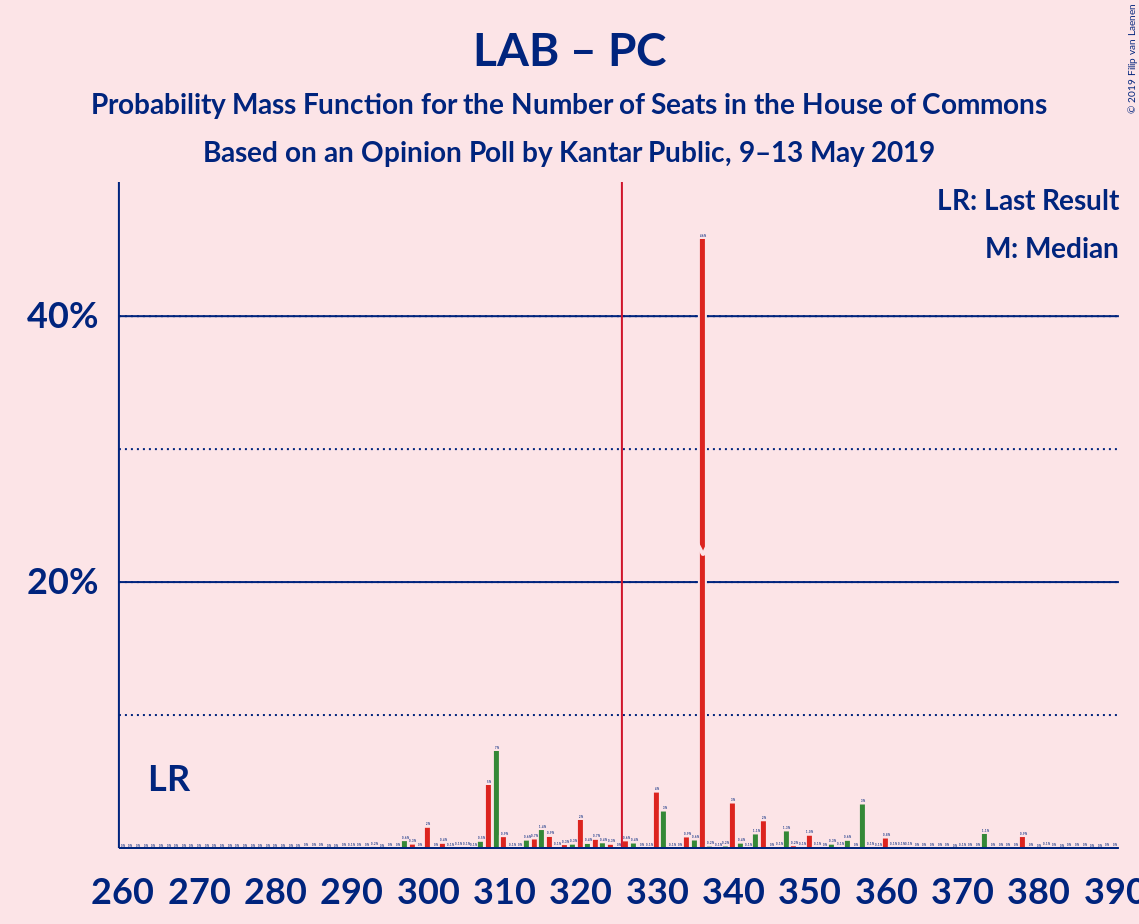 LAB – PC
Probability Mass Function for the Number of Seats in the House of Commons
Based on an Opinion Poll by Kantar Public, 9–13 May 2019
© 2019 Filip van Laenen
LR: Last Result
M: Median
40%
20%
LR
260 270 280 290 300 310 320 330 340 350 360 370 380 390